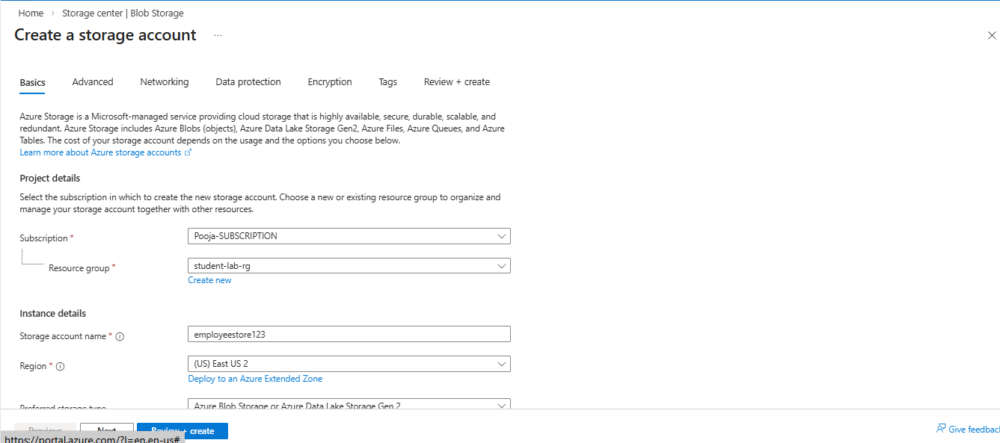 Home > Storage center | Blob Storage
Create a storage account ...
Basics Advanced Networking Data protection Encryption Tags Review + create
Azure Storage is a Microsoft-managed service providing cloud storage that is highly available, secure, durable, scalable, and
redundant. Azure Storage includes Azure Blobs (objects), Azure Data Lake Storage Gen2, Azure Files, Azure Queues, and Azure
Tables. The cost of your storage account depends on the usage and the options you choose below.
Learn more about Azure storage accounts
Project details
Select the subscription in which to create the new storage account. Choose a new or existing resource group to organize and
manage your storage account together with other resources.
Subscription * Pooja-SUBSCRIPTION
Resource group * student-lab-rg
Create new
Instance details
Storage account name * employeestore123
Region * (US) East US 2
Deploy to an Azure Extended Zone
Preferred storage type Azure Blob Storage or Azure Data Lake Storage Gen 2
Previous Next Review + create Give feedback
https://portal.azure.com/?l=en.en-us#